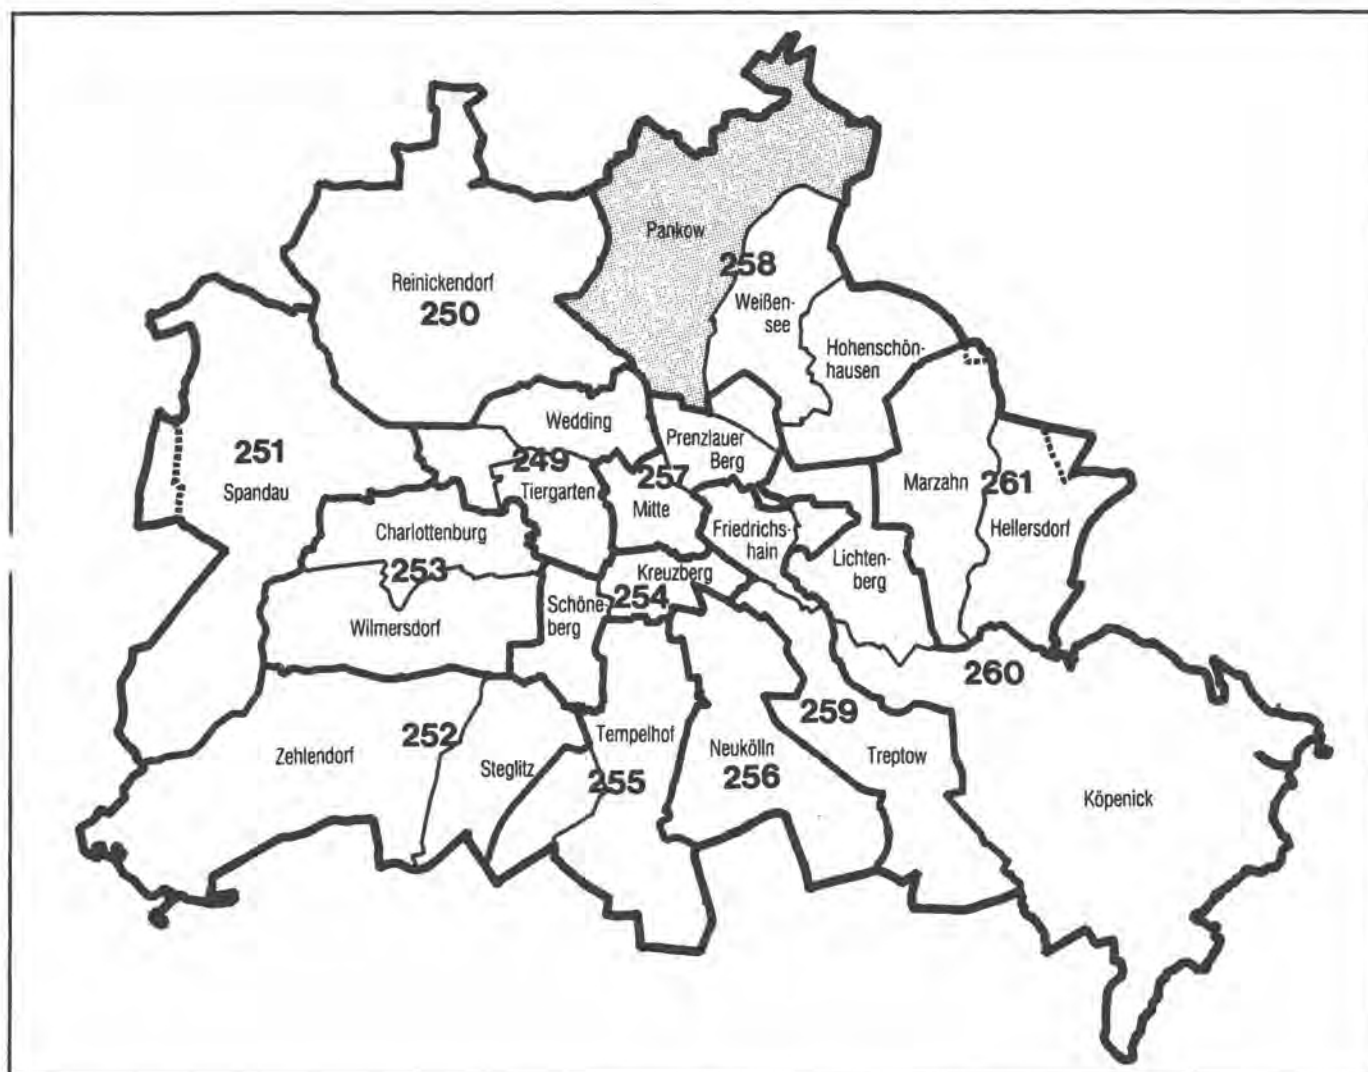 Pankow
258
Reinickendorf
250
Weißen-
see
Hohenschön-
hausen
Wedding
Prenzlauer
Berg
251
Spandau
249
Tiergarten
257
Mitte
Marzahn
261
Hellersdorf
Charlottenburg
253
Friedrichs-
hain
Lichten-
berg
Kreuzberg
254
Schöne-
berg
Wilmersdorf
260
259
Treptow
Zehlendorf
252
Steglitz
Tempelhof
255
Neukölln
256
Köpenick